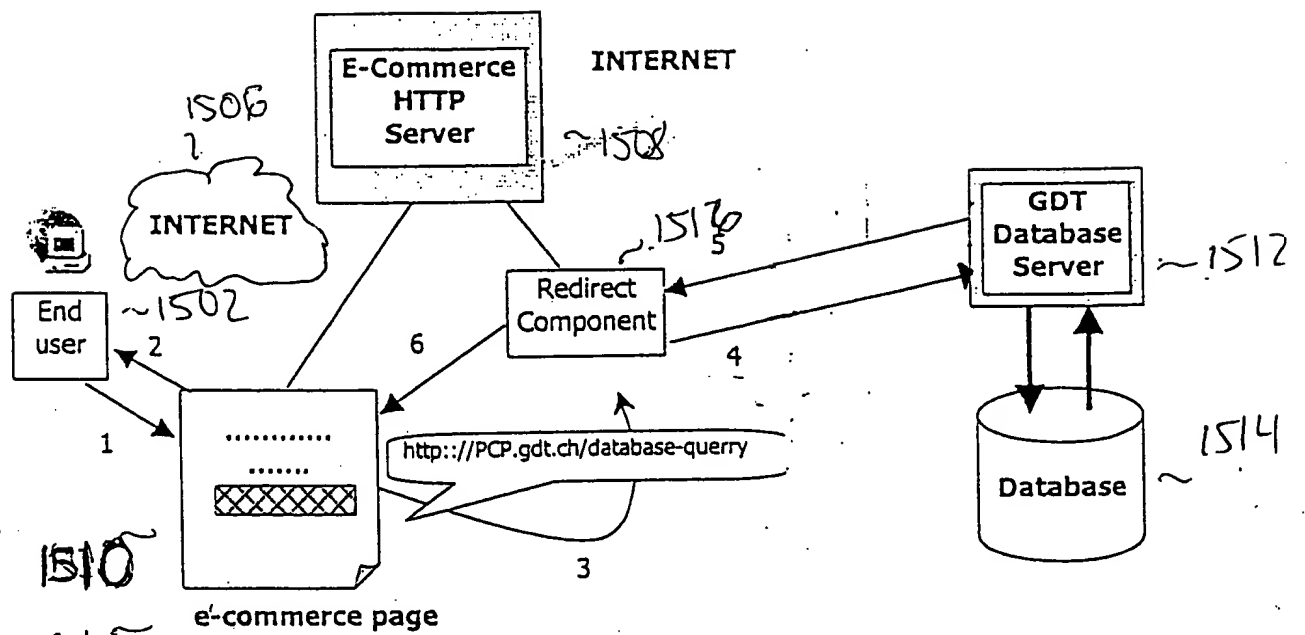 E-Commerce
HTTP
Server
INTERNET
1506
~1508
INTERNET
GDT
Database
Server
~1512
5
Redirect
Component
End
user
~1502
2
6
4
1
http:://PCP.gdt.ch/database-querry
1514
Database
~
3
1510
e'-commerce page